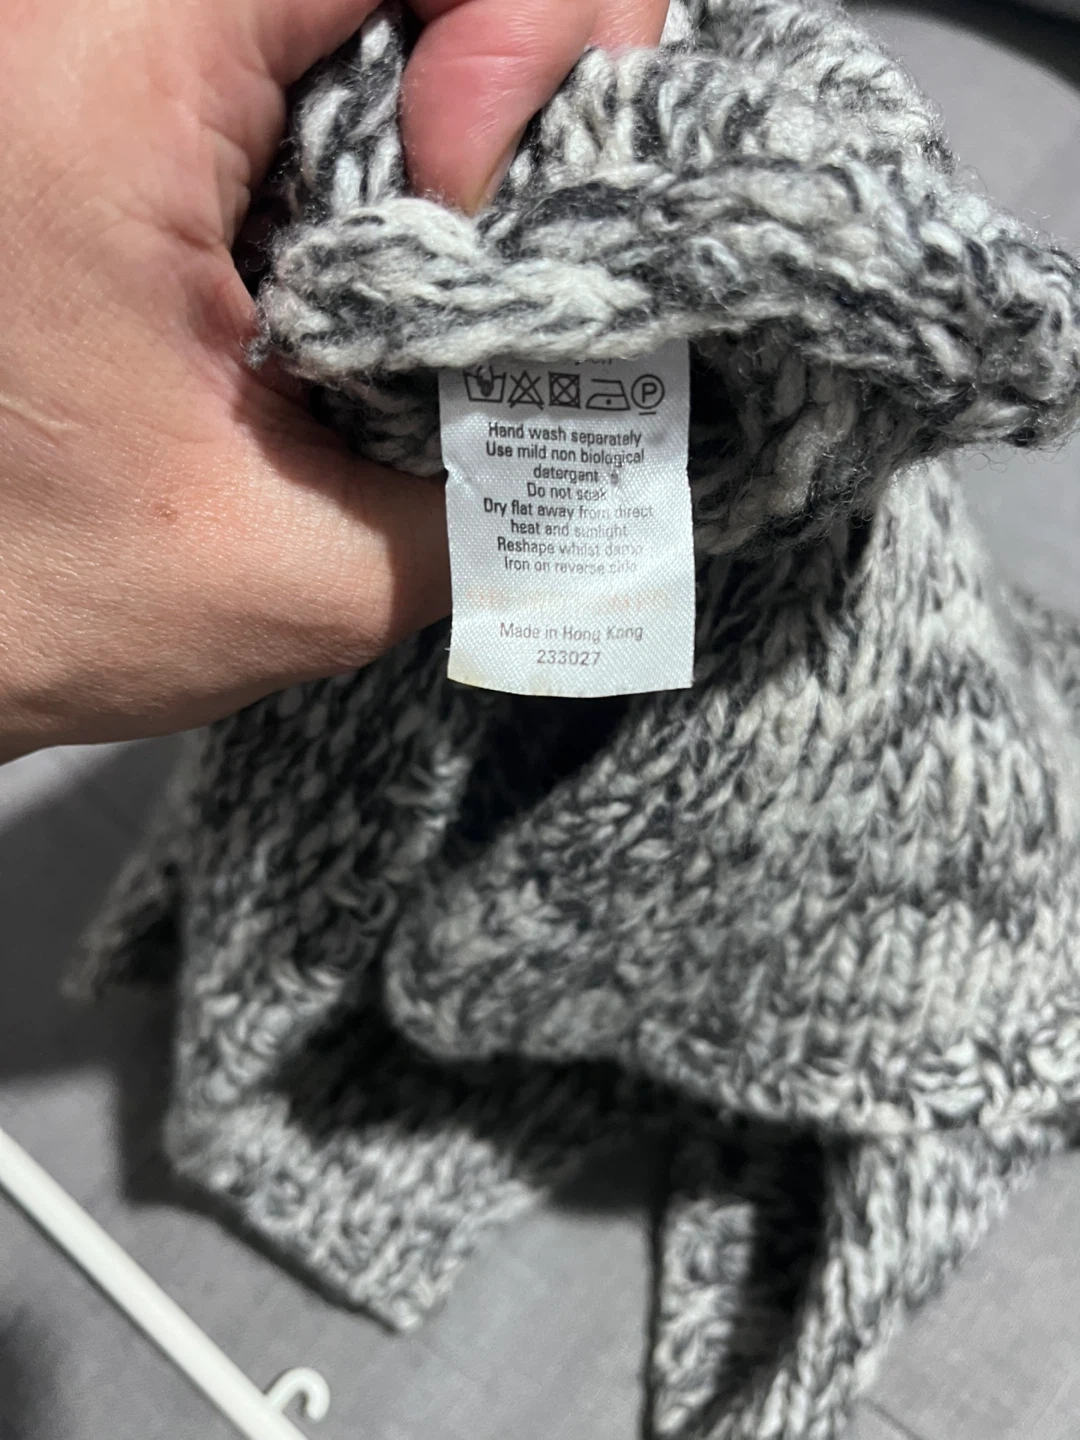 P
Hand wash separately
Use mild non biological
detergant
Do not soak
Dry flat away from direct
heat and sunlight
Reshape whilst damp
Iron on reverse side
Made in Hong Kong
233027